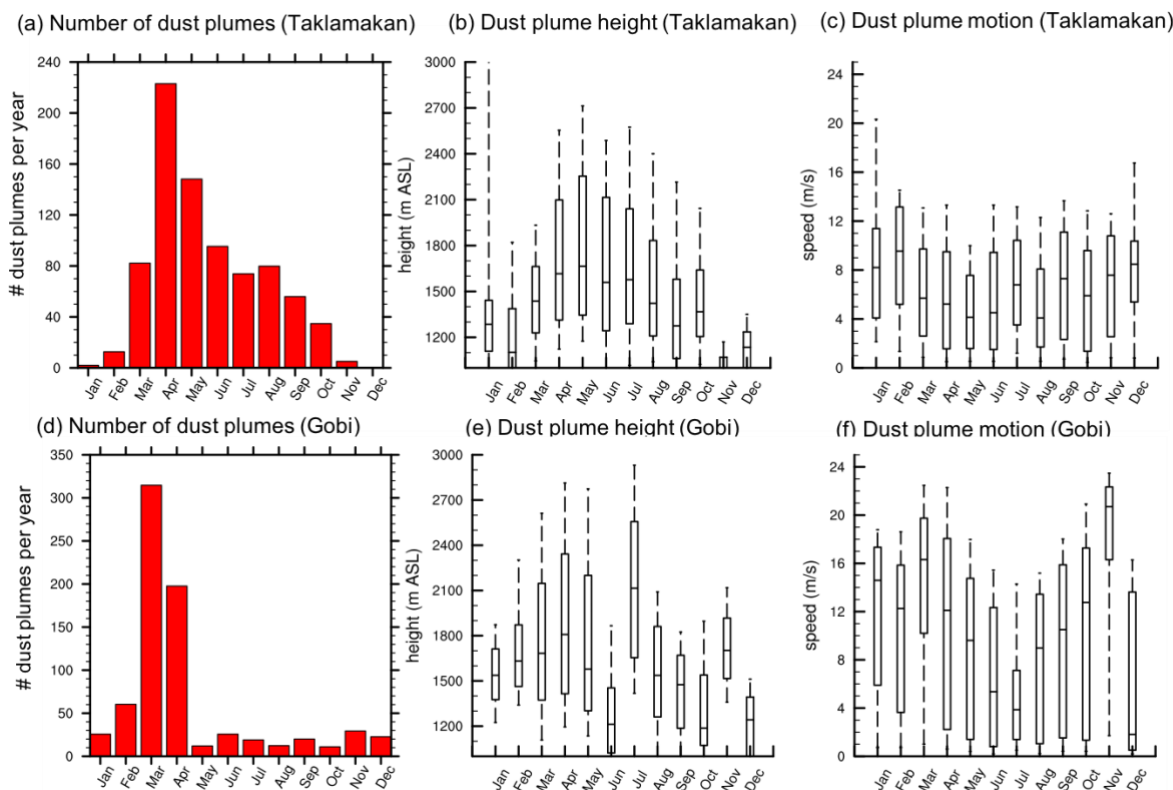 (a) Number of dust plumes (Taklamakan)
# dust plumes per year
240
200
160
120
80
40
0
Jan Feb Mar Apr May Jun Jul Aug Sep Oct Nov Dec
(b) Dust plume height (Taklamakan)
height (m ASL)
3000
2700
2400
2100
1800
1500
1200
Jan Feb Mar Apr May Jun Jul Aug Sep Oct Nov Dec
(c) Dust plume motion (Taklamakan)
speed (m/s)
24
20
16
12
8
4
0
Jan Feb Mar Apr May Jun Jul Aug Sep Oct Nov Dec
(d) Number of dust plumes (Gobi)
# dust plumes per year
350
300
250
200
150
100
50
0
Jan Feb Mar Apr May Jun Jul Aug Sep Oct Nov Dec
(e) Dust plume height (Gobi)
height (m ASL)
3000
2700
2400
2100
1800
1500
1200
Jan Feb Mar Apr May Jun Jul Aug Sep Oct Nov Dec
(f) Dust plume motion (Gobi)
speed (m/s)
24
20
16
12
8
4
0
Jan Feb Mar Apr May Jun Jul Aug Sep Oct Nov Dec